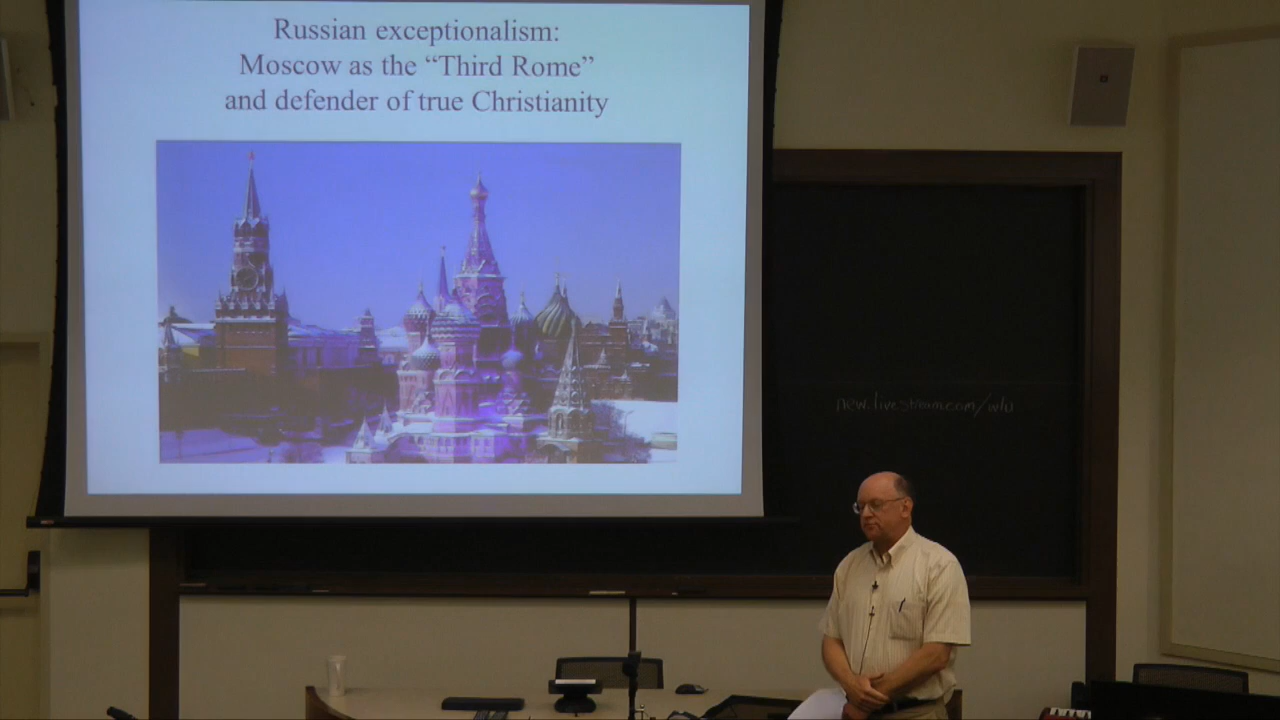 Russian exceptionalism:
Moscow as the “Third Rome”
and defender of true Christianity
new.livestream.com/wlu